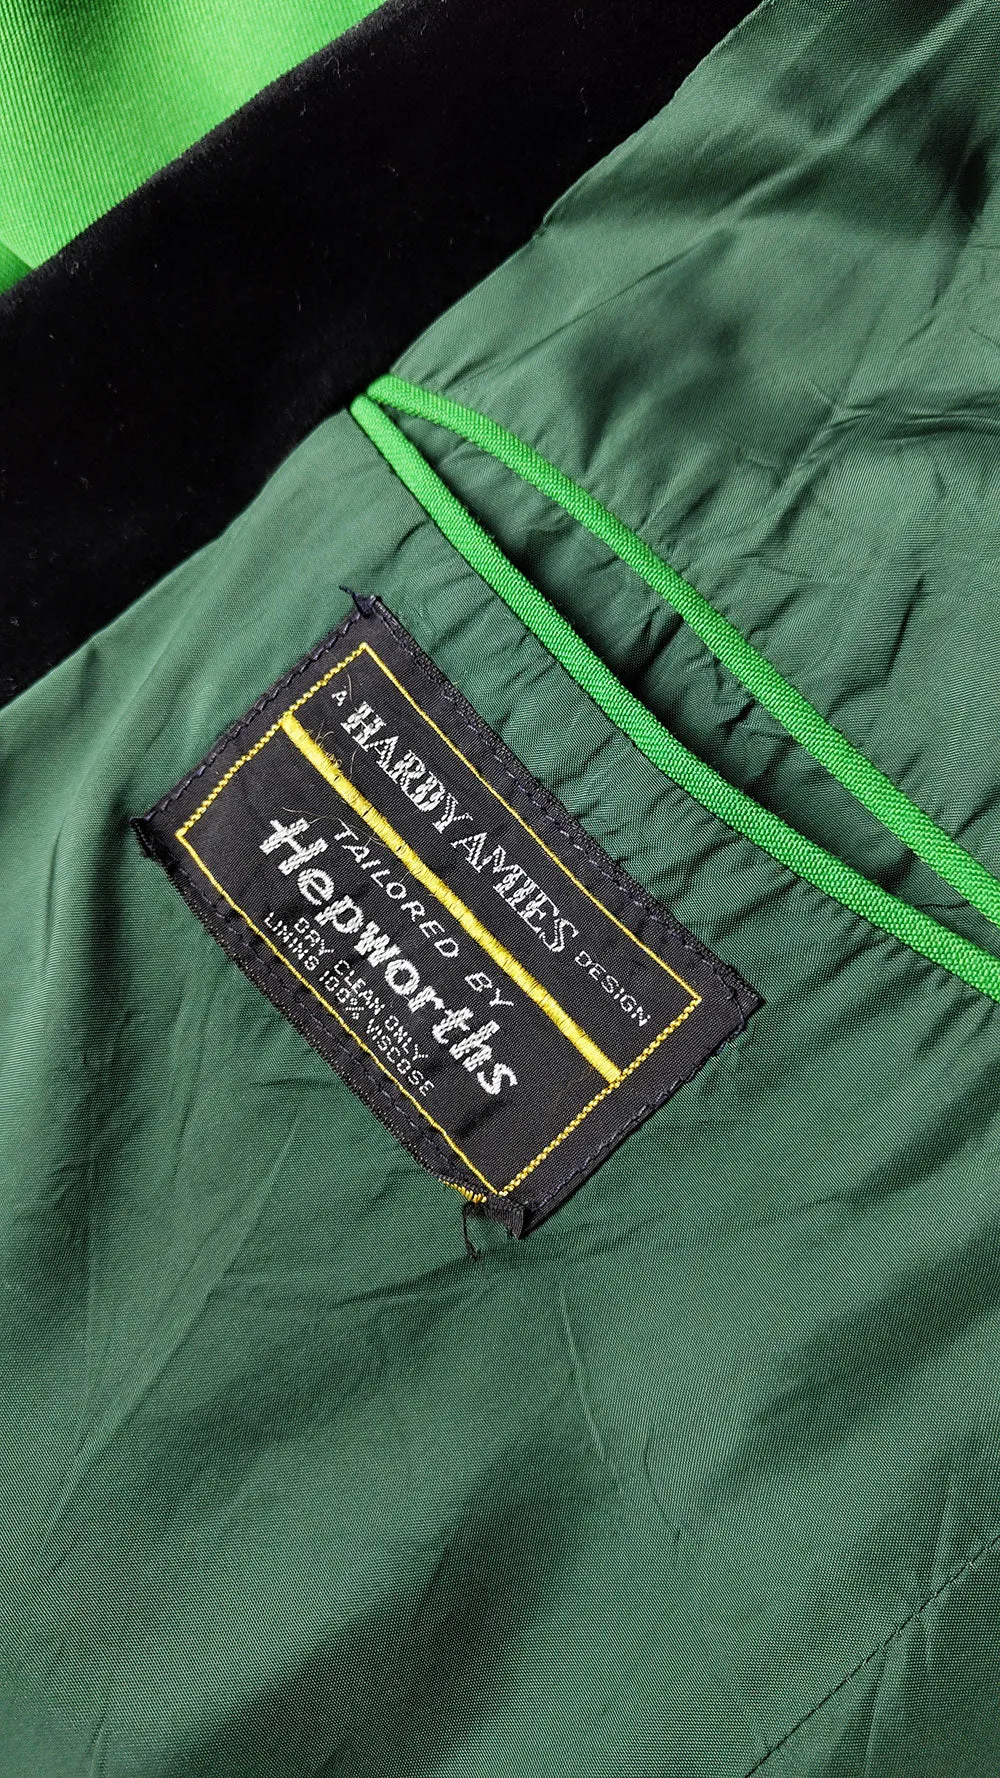 A HARDY AMIES DESIGN
TAILORED BY
Hepworths
DRY CLEAN ONLY
LINING 100% VISCOSE